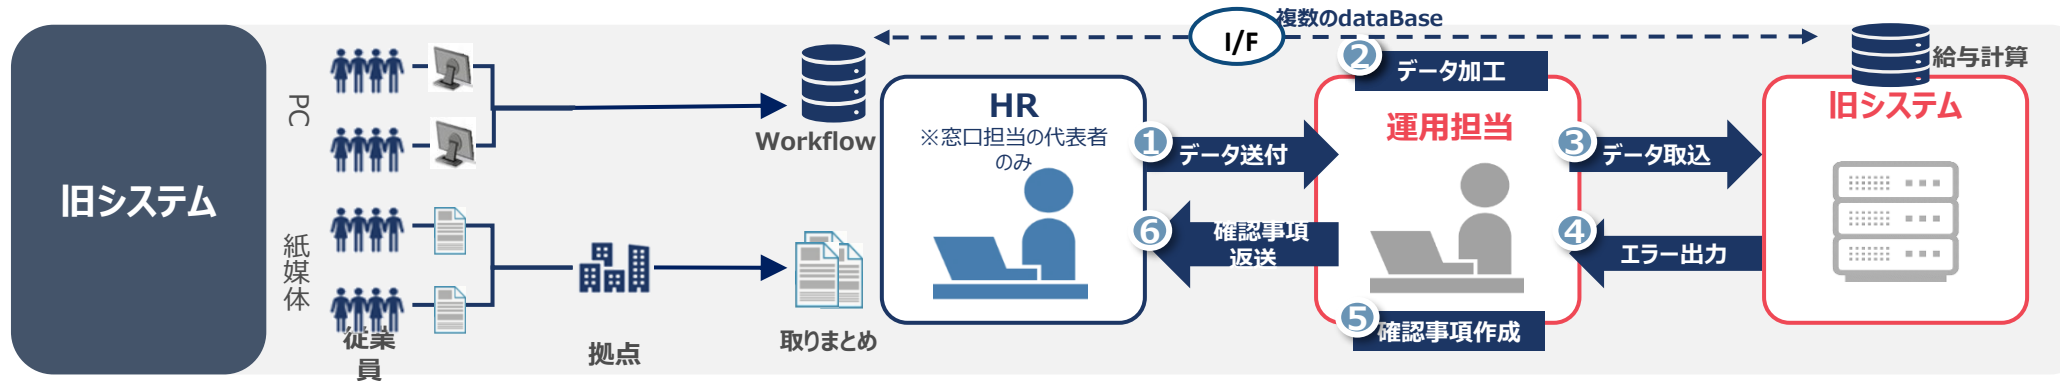 旧システム
PC
紙媒体
従業
員
拠点
Workflow
取りまとめ
HR
※窓口担当の代表者
のみ
I/F
複数のdataBase
1
データ送付
2
データ加工
運用担当
3
データ取込
4
エラー出力
5
確認事項作成
6
確認事項
返送
給与計算
旧システム